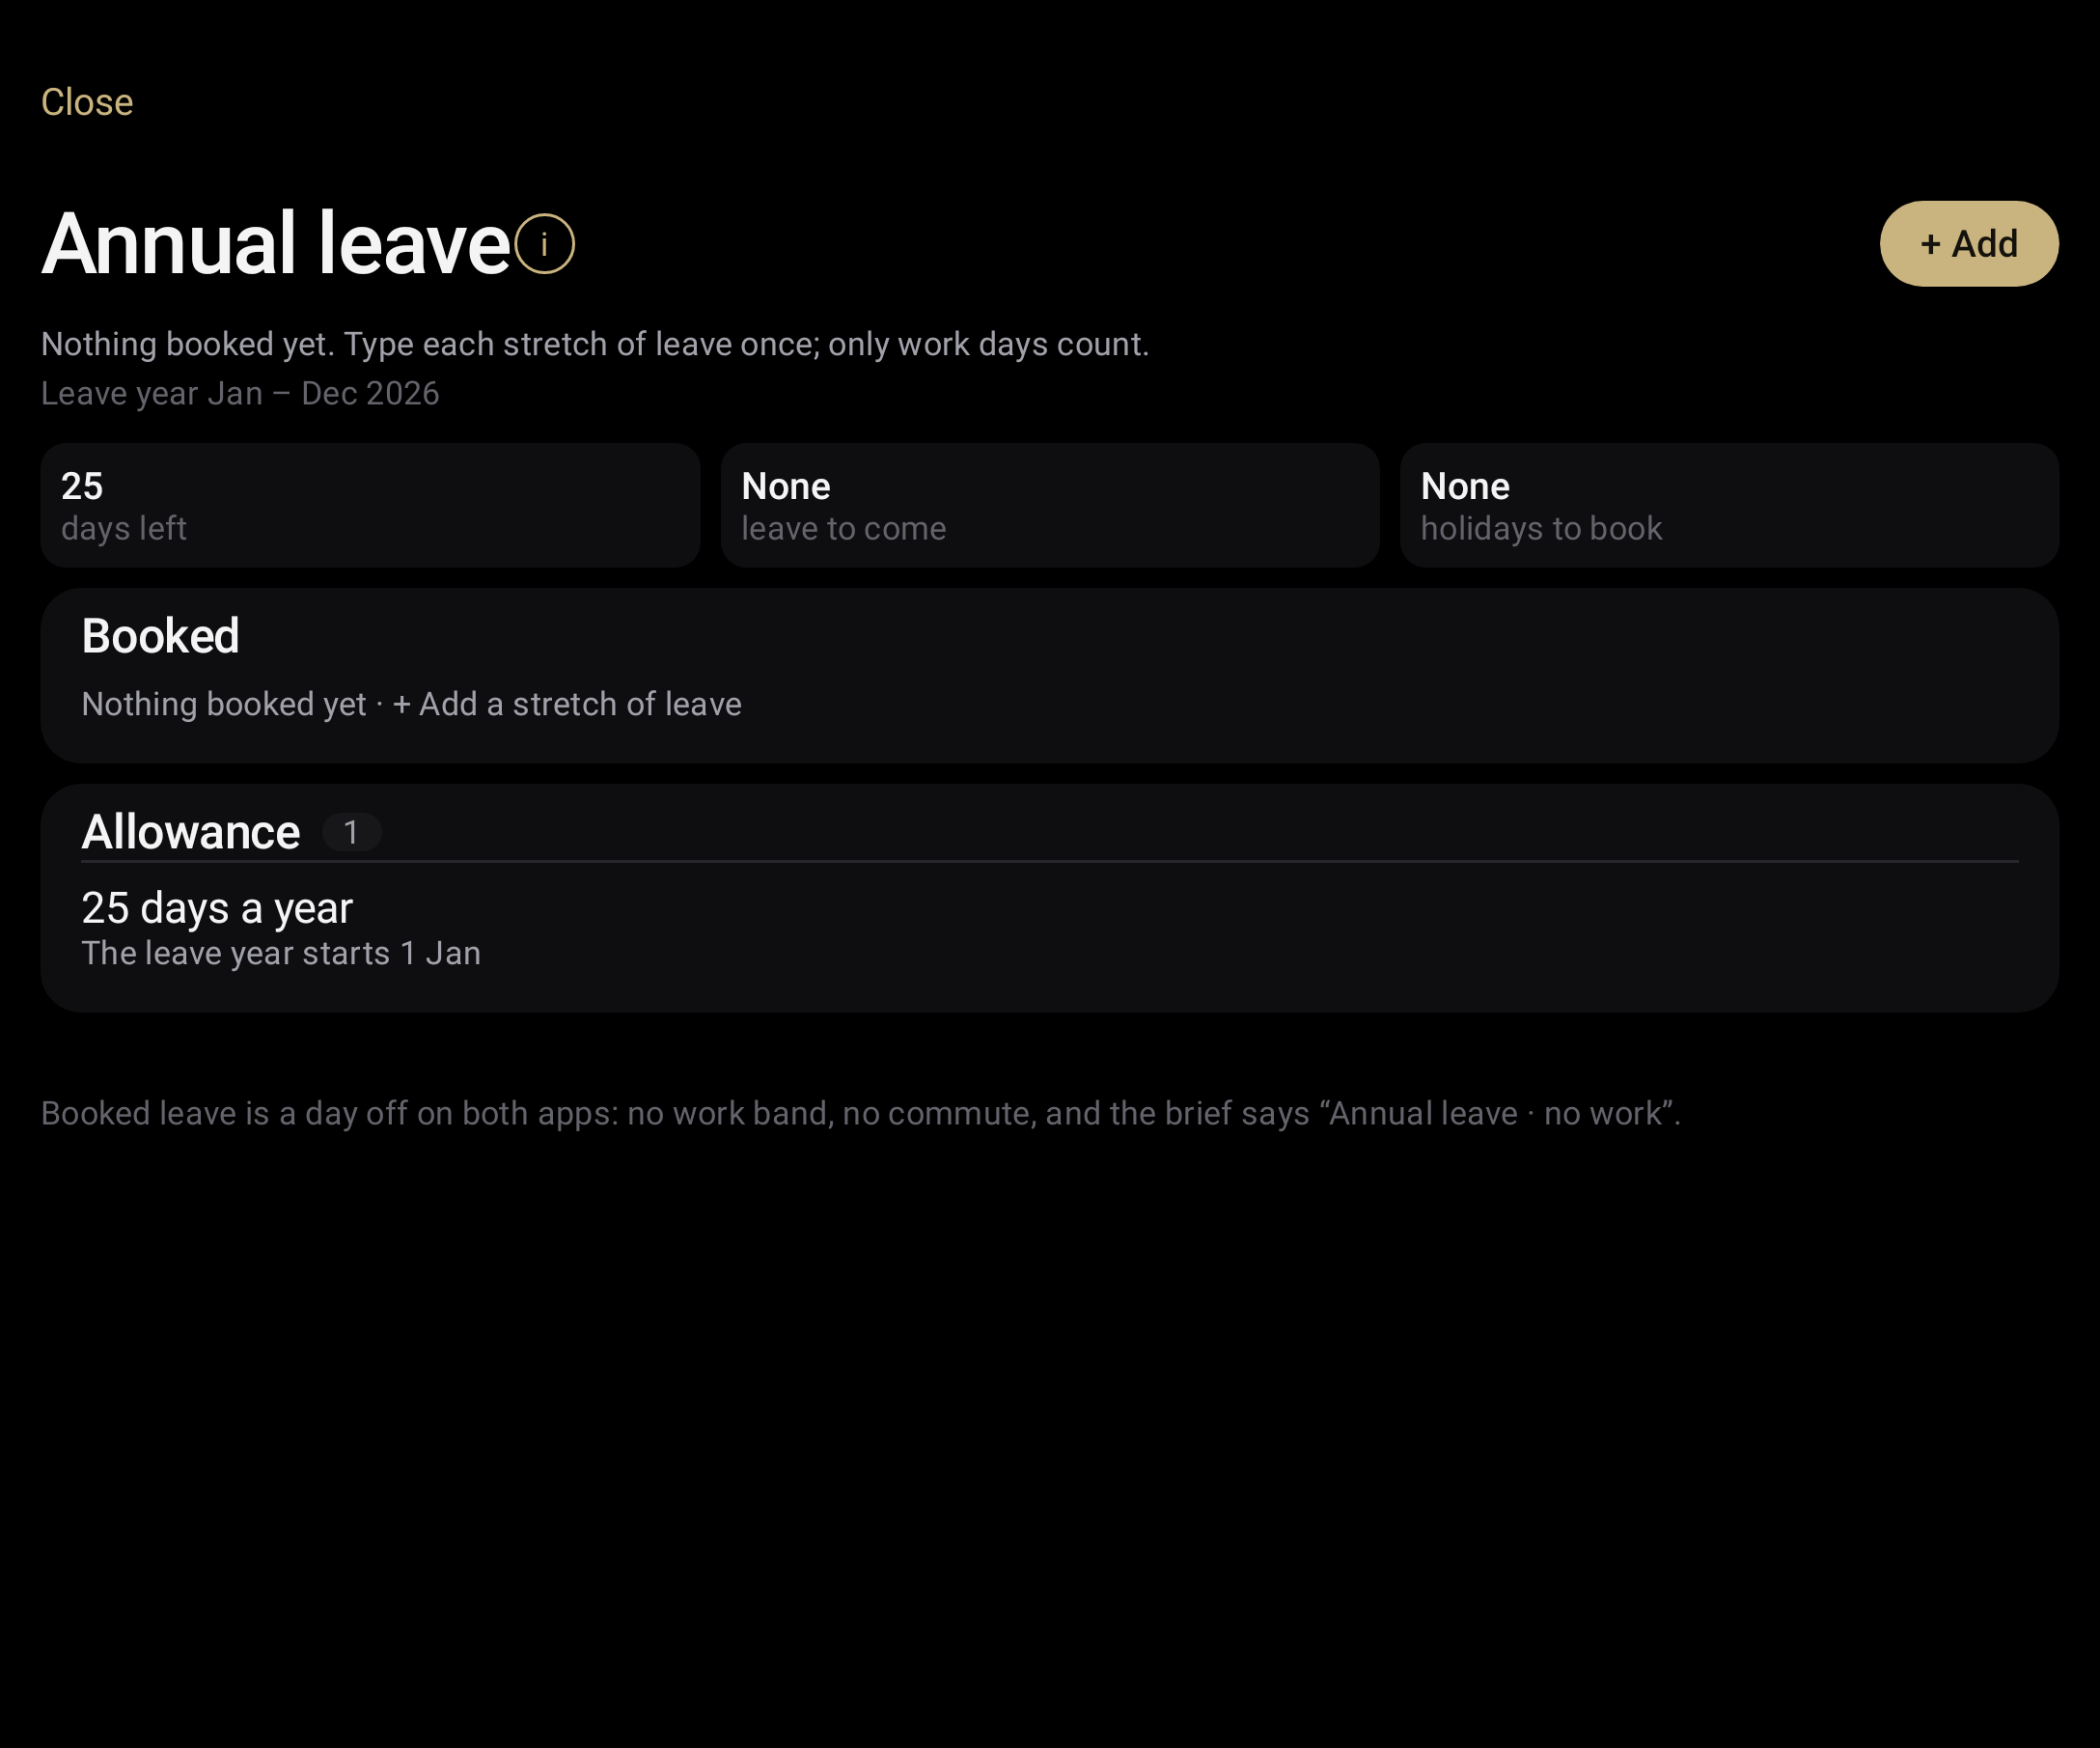 Close
Annual leave i
+ Add
Nothing booked yet. Type each stretch of leave once; only work days count.
Leave year Jan – Dec 2026
25
days left
None
leave to come
None
holidays to book
Booked
Nothing booked yet · + Add a stretch of leave
Allowance 1
25 days a year
The leave year starts 1 Jan
Booked leave is a day off on both apps: no work band, no commute, and the brief says “Annual leave · no work”.